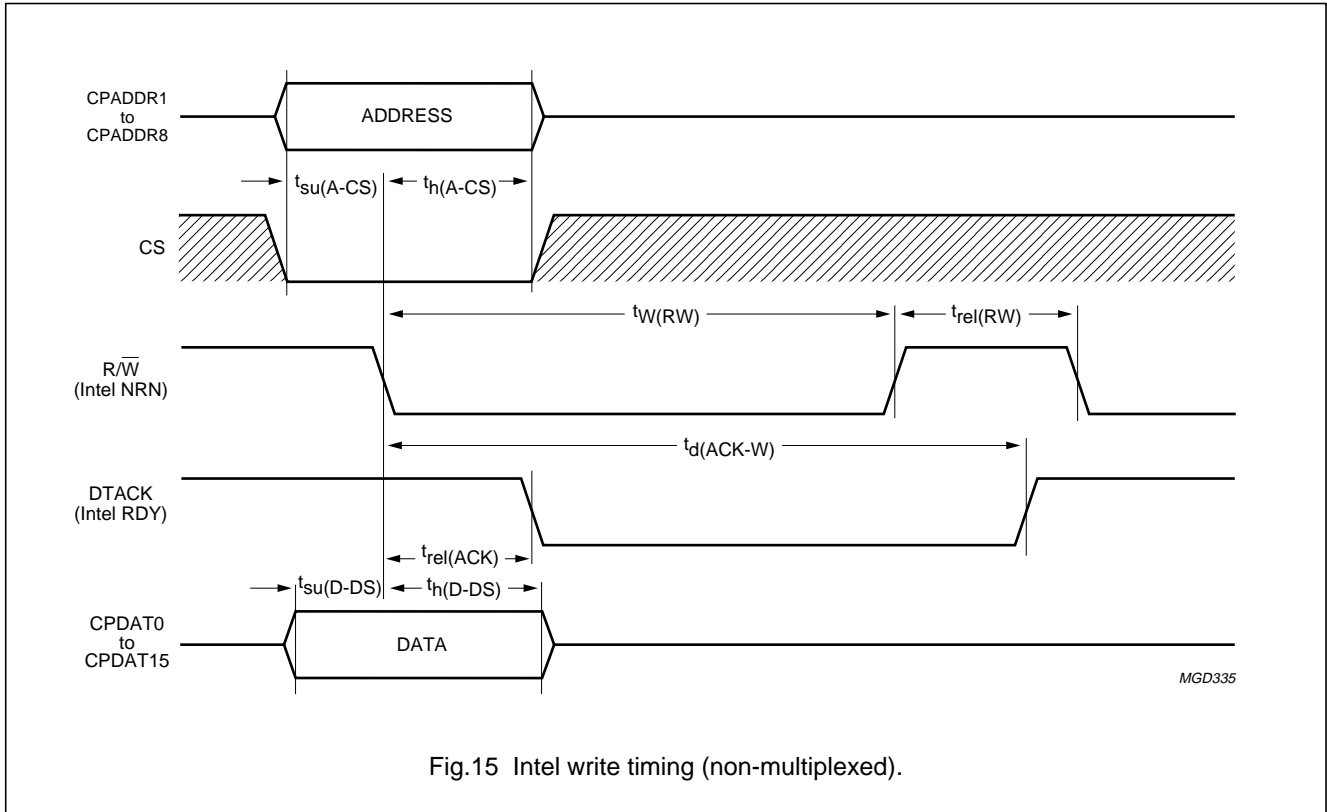 CPADDR1
to
CPADDR8
ADDRESS
tsu(A-CS)
th(A-CS)
CS
tW(RW)
trel(RW)
R/W̅
(Intel NRN)
td(ACK-W)
DTACK
(Intel RDY)
trel(ACK)
tsu(D-DS)
th(D-DS)
CPDAT0
to
CPDAT15
DATA
MGD335
Fig.15 Intel write timing (non-multiplexed).